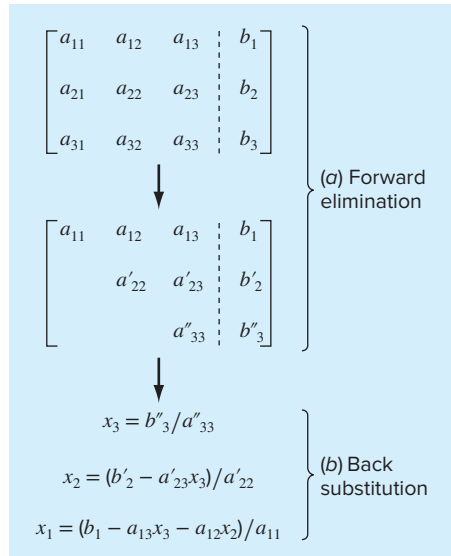 a₁₁ a₁₂ a₁₃ b₁
a₂₁ a₂₂ a₂₃ b₂
a₃₁ a₃₂ a₃₃ b₃
(a) Forward
elimination
a₁₁ a₁₂ a₁₃ b₁
a′₂₂ a′₂₃ b′₂
a″₃₃ b″₃
x₃ = b″₃/a″₃₃
x₂ = (b′₂ − a′₂₃x₃)/a′₂₂
x₁ = (b₁ − a₁₃x₃ − a₁₂x₂)/a₁₁
(b) Back
substitution